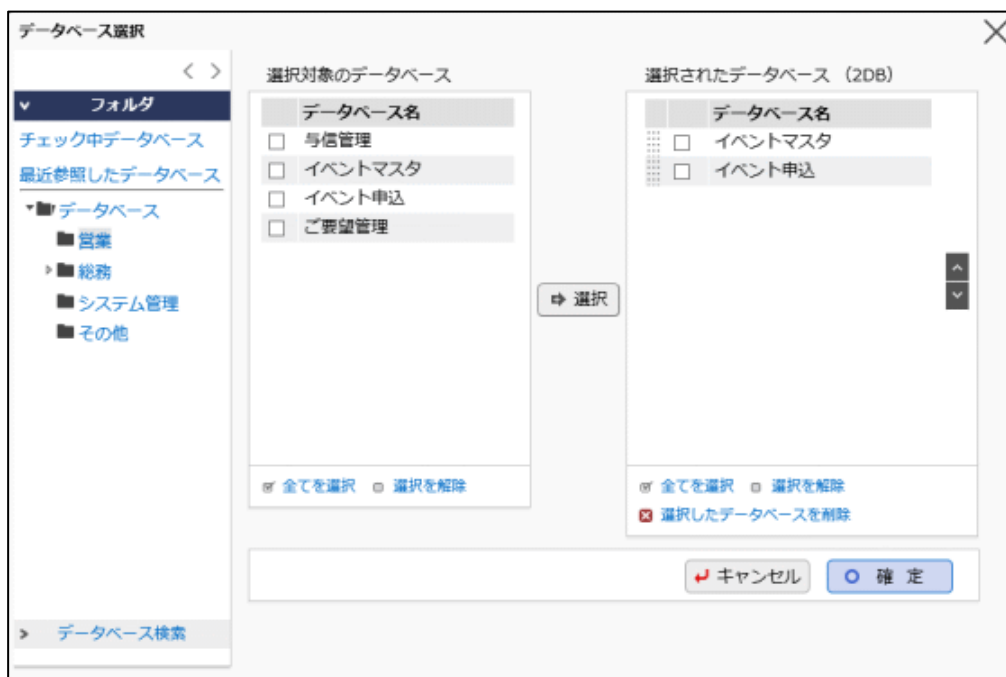 データベース選択
フォルダ
チェック中データベース
最近参照したデータベース
データベース
営業
総務
システム管理
その他
データベース検索
選択対象のデータベース
データベース名
与信管理
イベントマスタ
イベント申込
ご要望管理
全てを選択 選択を解除
選択
選択されたデータベース (2DB)
データベース名
イベントマスタ
イベント申込
全てを選択 選択を解除
選択したデータベースを削除
キャンセル 確 定